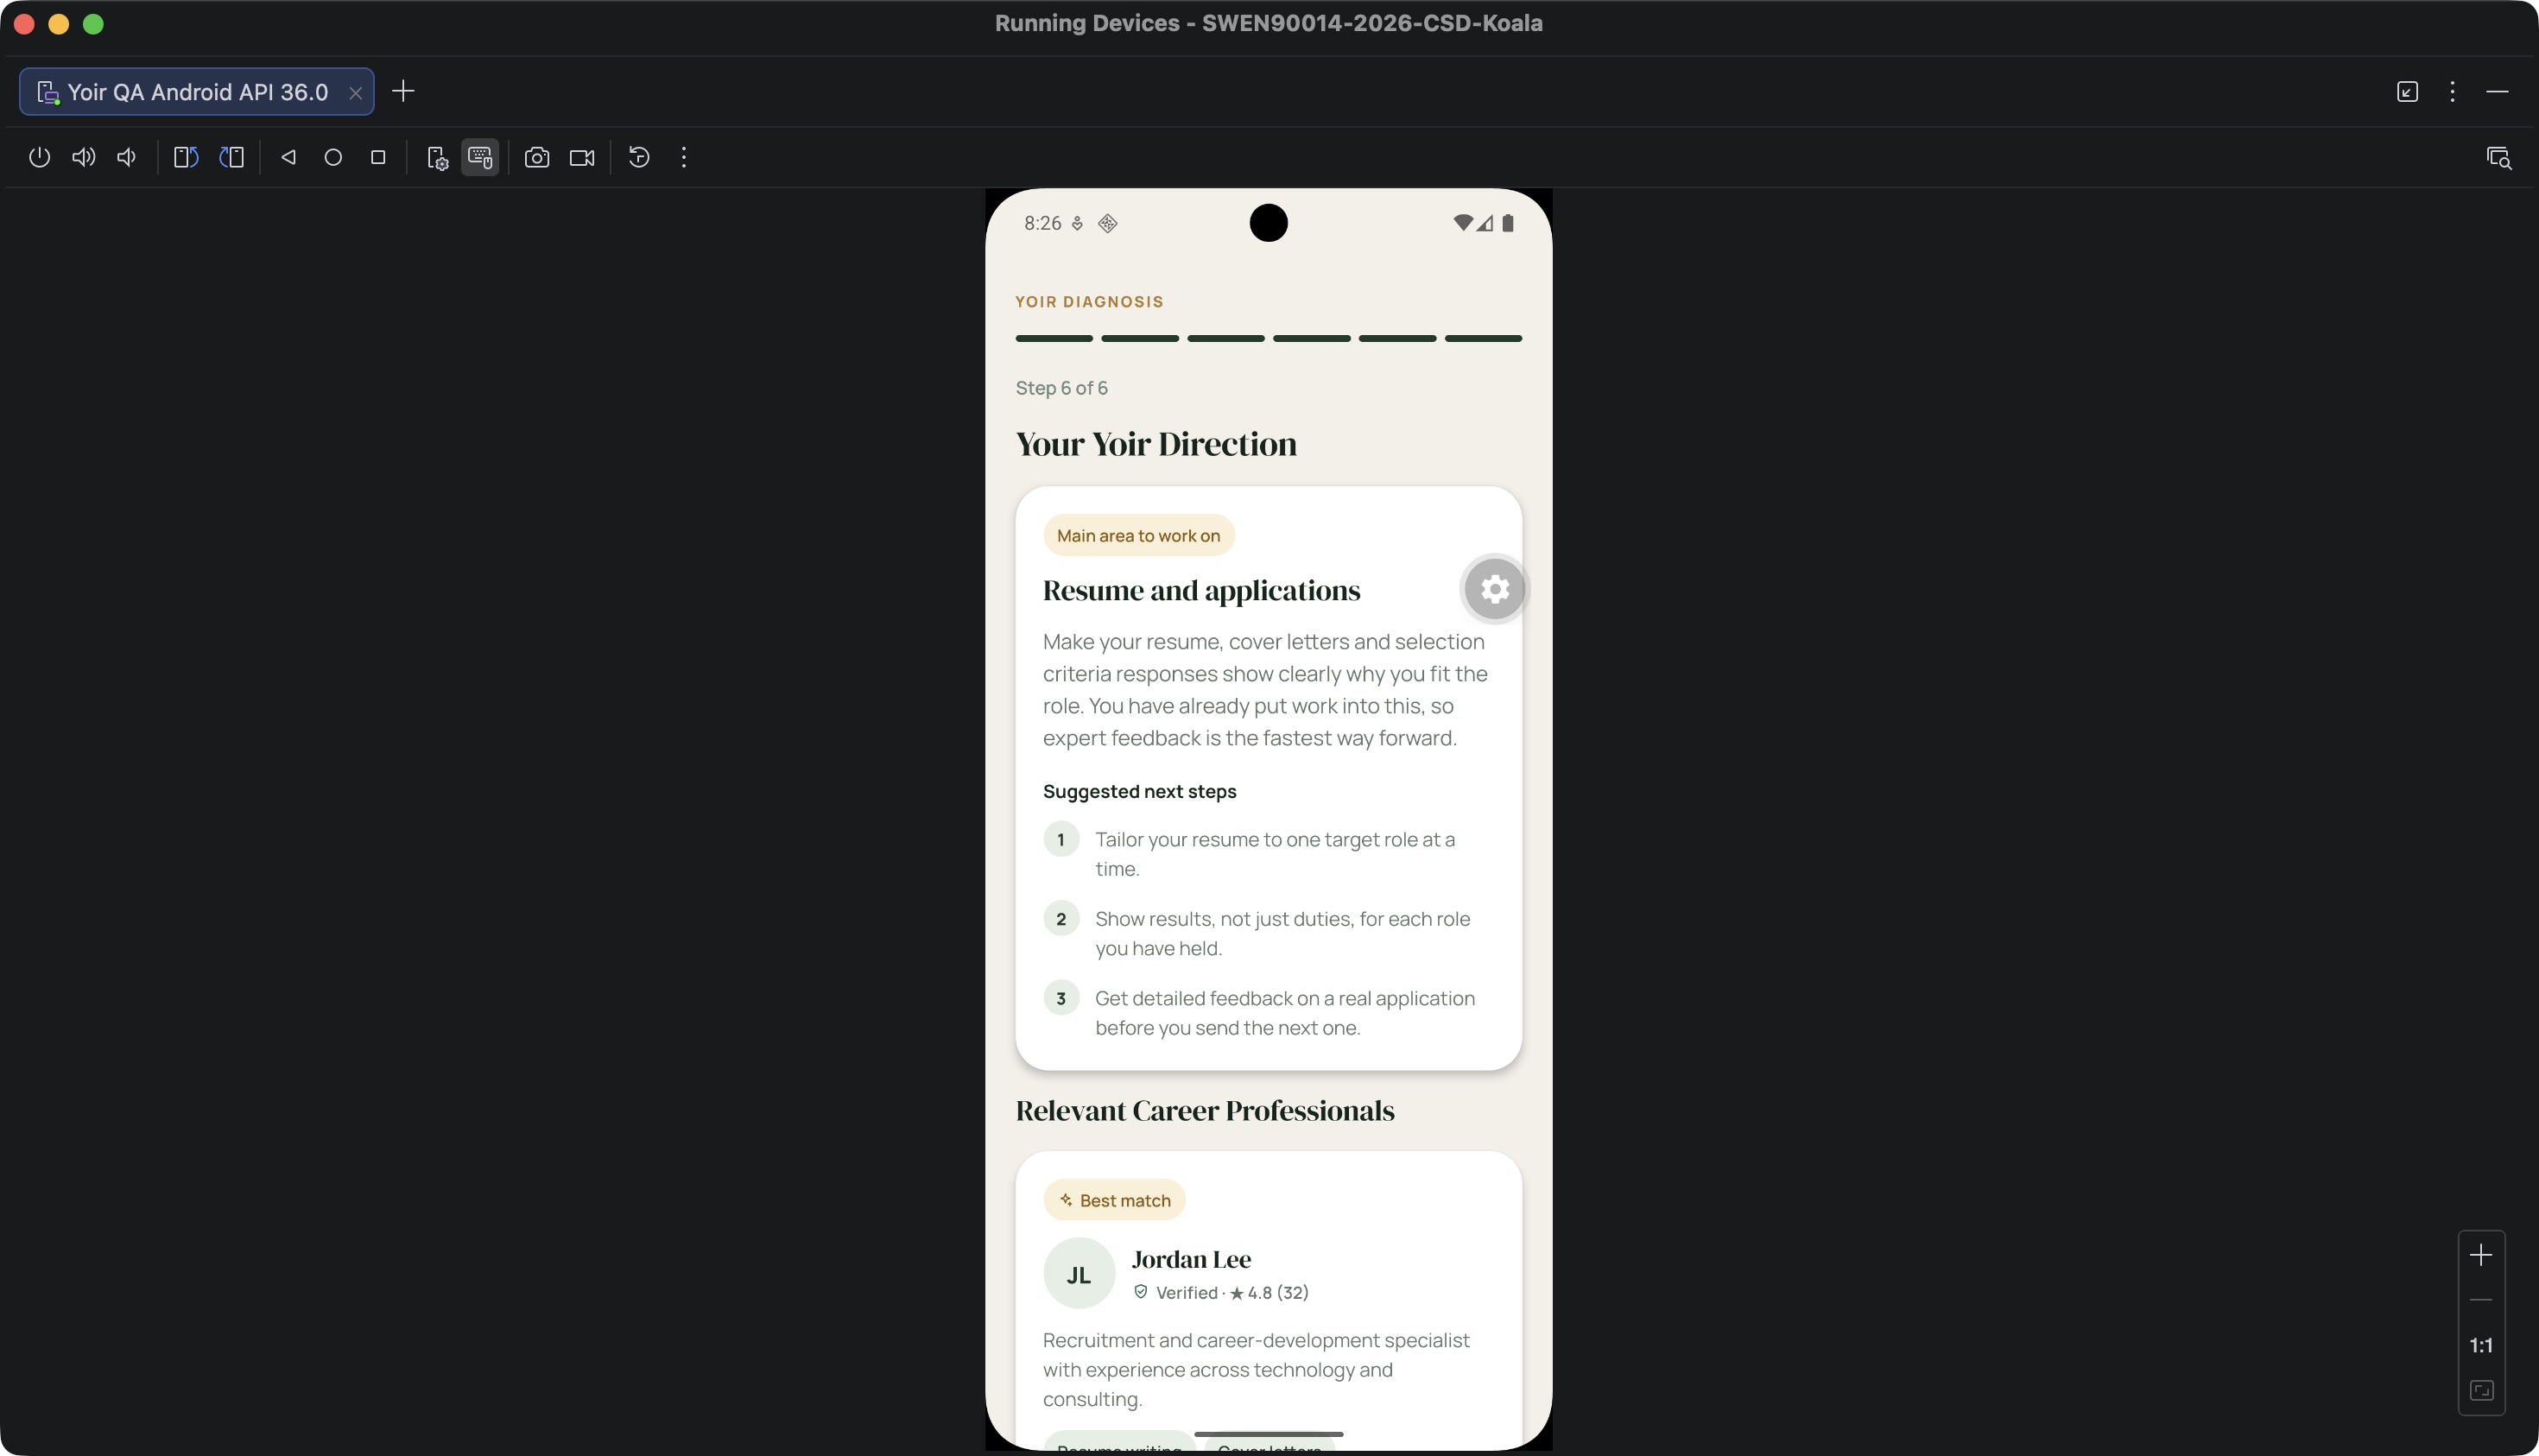 Running Devices - SWEN90014-2026-CSD-Koala
Yoir QA Android API 36.0
8:26
YOIR DIAGNOSIS
Step 6 of 6
Your Yoir Direction
Main area to work on
Resume and applications
Make your resume, cover letters and selection
criteria responses show clearly why you fit the
role. You have already put work into this, so
expert feedback is the fastest way forward.
Suggested next steps
1 Tailor your resume to one target role at a
time.
2 Show results, not just duties, for each role
you have held.
3 Get detailed feedback on a real application
before you send the next one.
Relevant Career Professionals
Best match
JL
Jordan Lee
Verified · ★ 4.8 (32)
Recruitment and career-development specialist
with experience across technology and
consulting.
Resume writing Cover letters
1:1